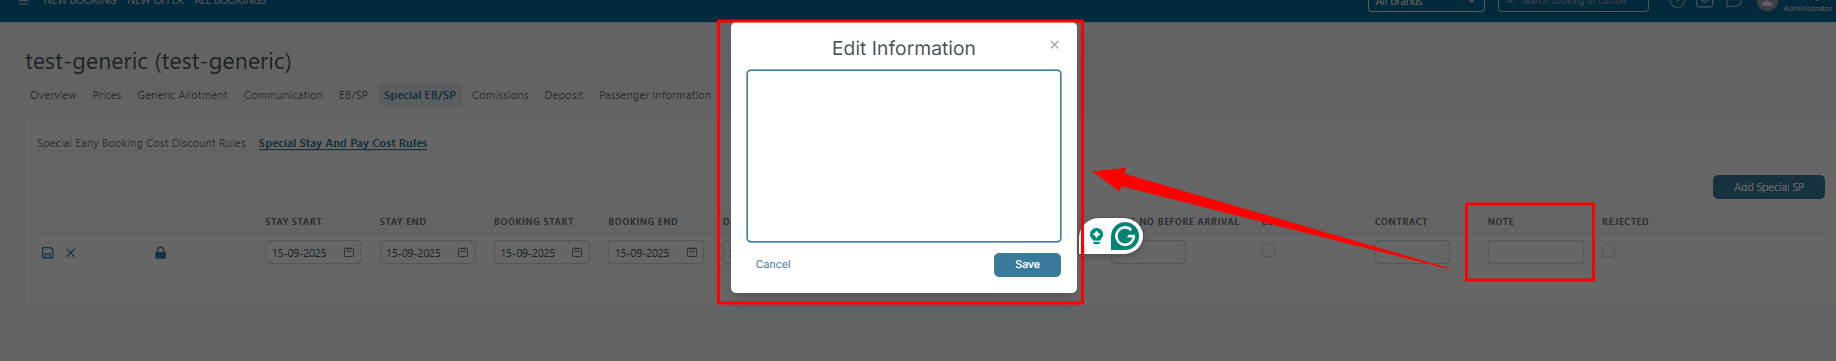 NEW BOOKING NEW OFFER ALL BOOKINGS
All brands
Search booking or custom
Administrator
test-generic (test-generic)
Overview Prices Generic Allotment Communication EB/SP Special EB/SP Comissions Deposit Passenger Information
Special Early Booking Cost Discount Rules Special Stay And Pay Cost Rules
Edit Information
Cancel Save
Add Special SP
STAY START STAY END BOOKING START BOOKING END NO BEFORE ARRIVAL CONTRACT NOTE REJECTED
15-09-2025 15-09-2025 15-09-2025 15-09-2025